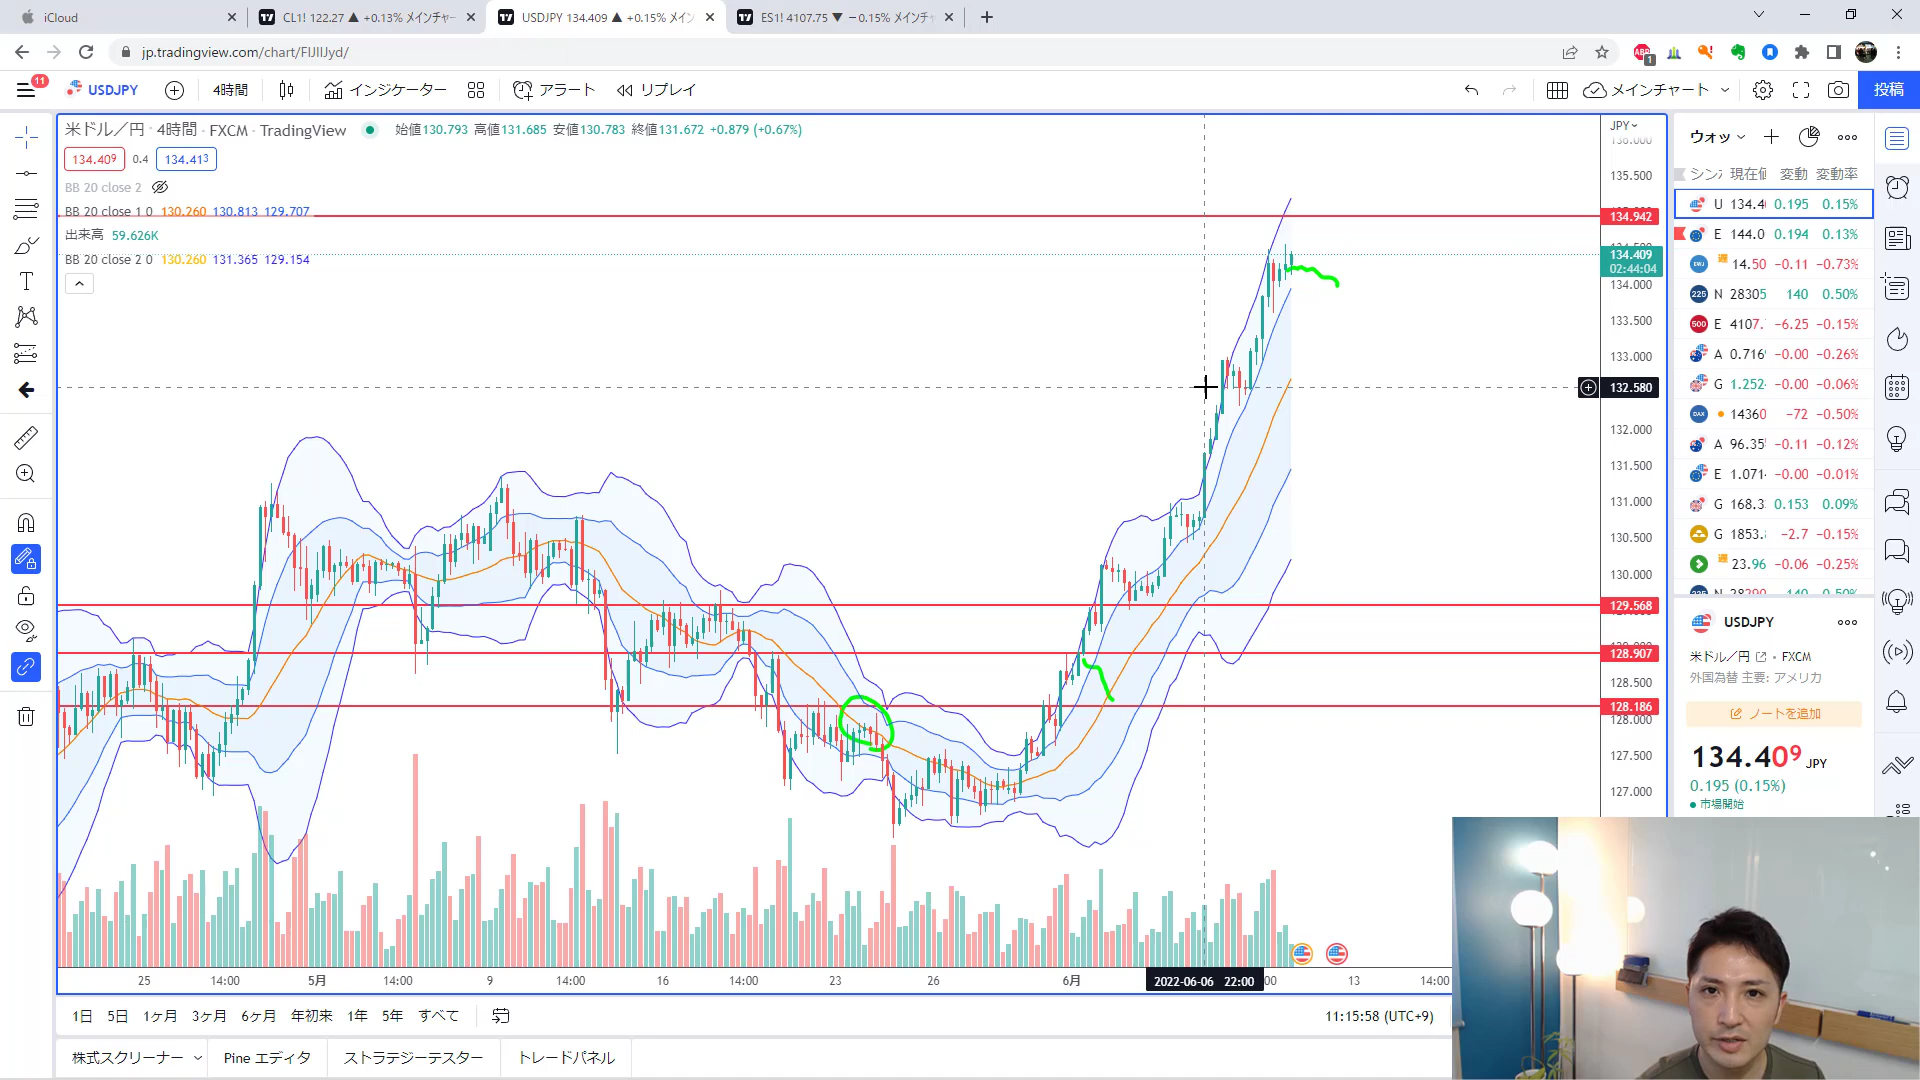 iCloud
CL1! 122.27 ▲ +0.13% メインチャー
USDJPY 134.409 ▲ +0.15% メイン
ES1! 4107.75 ▼ −0.15% メインチャ
jp.tradingview.com/chart/FIJIIJyd/
1
11
USDJPY
4時間
インジケーター
アラート
リプレイ
メインチャート
投稿
米ドル／円 · 4時間 · FXCM · TradingView
始値130.793 高値131.685 安値130.783 終値131.672 +0.879 (+0.67%)
134.409 0.4 134.413
BB 20 close 2
BB 20 close 1 0 130.260 130.813 129.707
出来高 59.626K
BB 20 close 2 0 130.260 131.365 129.154
JPY
136.000
135.500
134.942
134.409
02:44:04
134.000
133.500
133.000
132.580
132.000
131.500
131.000
130.500
130.000
129.568
128.907
128.500
128.186
128.000
127.500
127.000
25
14:00
5月
14:00
9
14:00
16
14:00
23
26
6月
2022-06-06 22:00
:00
13
14:00
1日
5日
1ヶ月
3ヶ月
6ヶ月
年初来
1年
5年
すべて
11:15:58 (UTC+9)
株式スクリーナー
Pine エディタ
ストラテジーテスター
トレードパネル
ウォッ
シン 現在値 変動 変動率
U 134.4 0.195 0.15%
E 144.0 0.194 0.13%
EWJ 14.50 −0.11 −0.73%
225 N 28305 140 0.50%
500 E 4107. −6.25 −0.15%
A 0.716 −0.00 −0.26%
G 1.252 −0.00 −0.06%
DAX 14360 −72 −0.50%
A 96.35 −0.11 −0.12%
E 1.071 −0.00 −0.01%
G 168.3 0.153 0.09%
G 1853. −2.7 −0.15%
23.96 −0.06 −0.25%
N 28290 140 0.50%
USDJPY
米ドル／円 • FXCM
外国為替 主要: アメリカ
ノートを追加
134.409 JPY
0.195 (0.15%)
市場開始